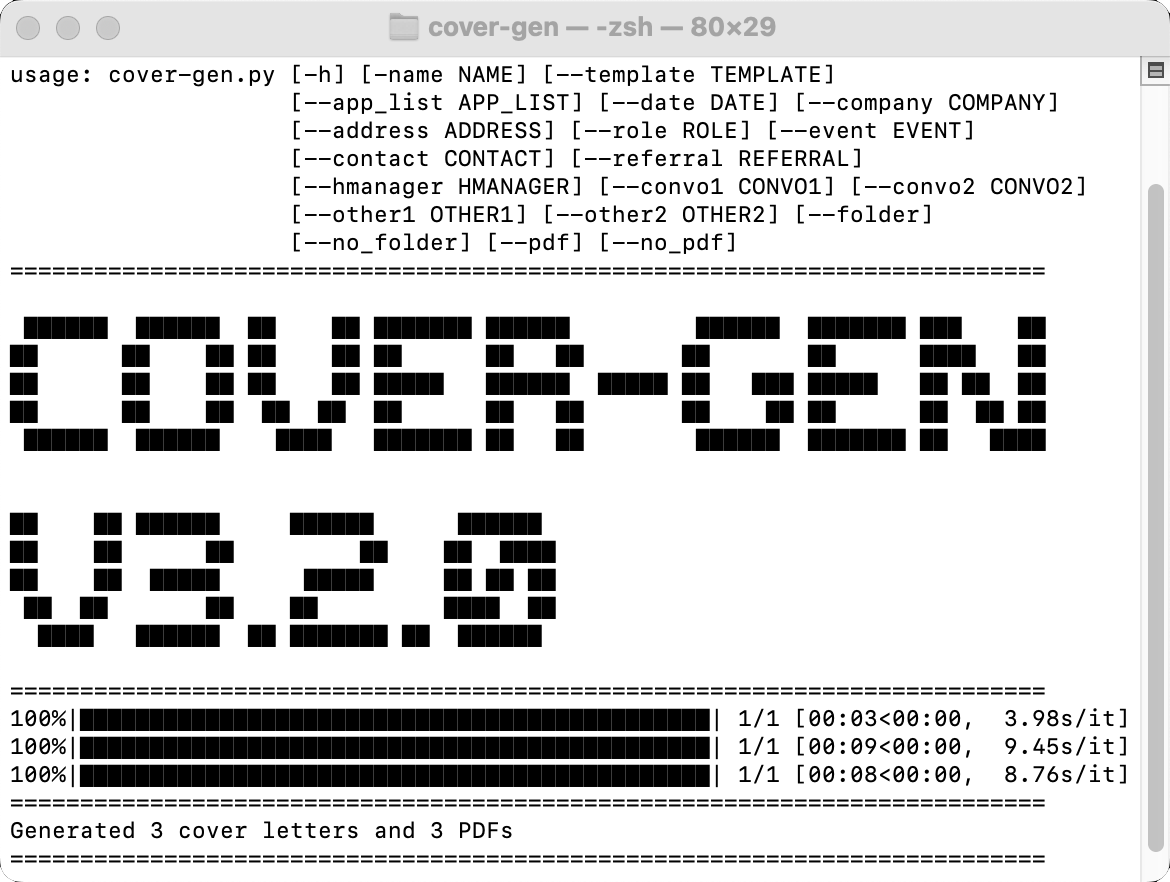 cover-gen — -zsh — 80×29
usage: cover-gen.py [-h] [-name NAME] [--template TEMPLATE]
[--app_list APP_LIST] [--date DATE] [--company COMPANY]
[--address ADDRESS] [--role ROLE] [--event EVENT]
[--contact CONTACT] [--referral REFERRAL]
[--hmanager HMANAGER] [--convo1 CONVO1] [--convo2 CONVO2]
[--other1 OTHER1] [--other2 OTHER2] [--folder]
[--no_folder] [--pdf] [--no_pdf]
==========================================================================
COVER-GEN
V3.2.0
==========================================================================
100%|█████████████████████████████████████████████| 1/1 [00:03<00:00,  3.98s/it]
100%|█████████████████████████████████████████████| 1/1 [00:09<00:00,  9.45s/it]
100%|█████████████████████████████████████████████| 1/1 [00:08<00:00,  8.76s/it]
==========================================================================
Generated 3 cover letters and 3 PDFs
==========================================================================